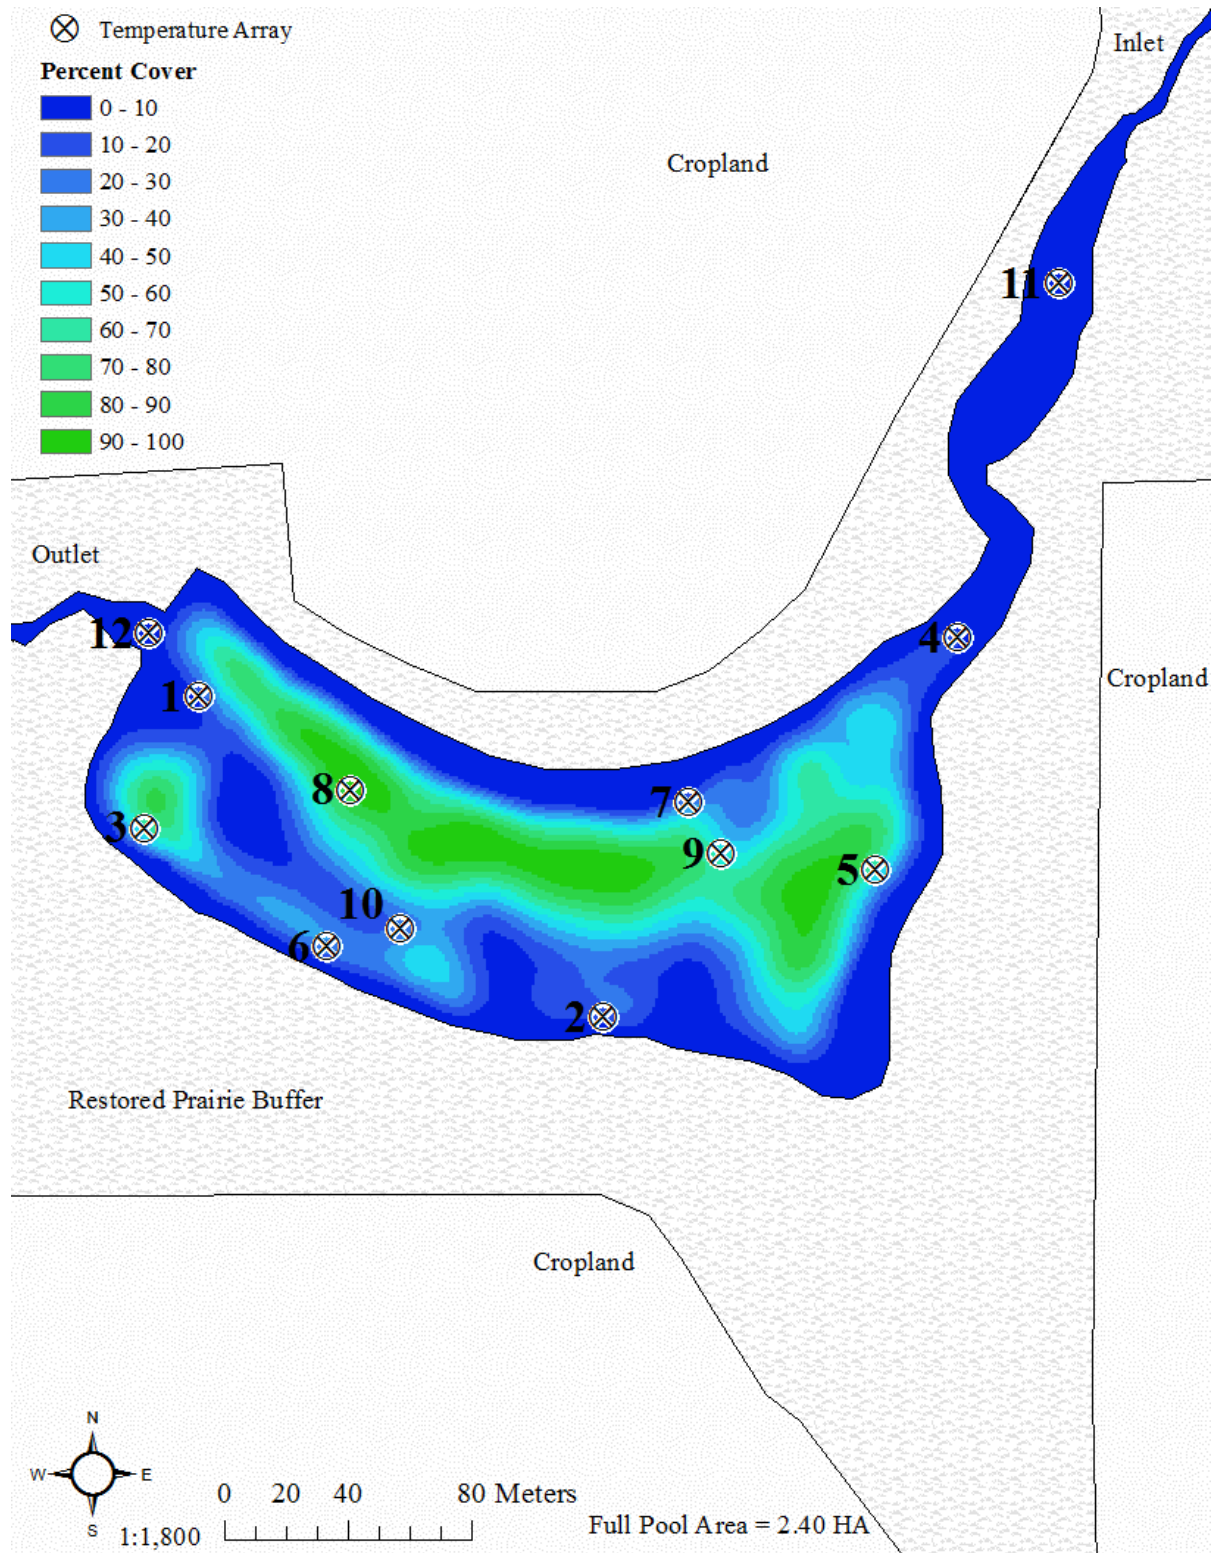 Temperature Array
Percent Cover
0 - 10
10 - 20
20 - 30
30 - 40
40 - 50
50 - 60
60 - 70
70 - 80
80 - 90
90 - 100
Inlet
Cropland
11
Outlet
12
4
Cropland
1
8
7
3
9
5
10
6
2
Restored Prairie Buffer
Cropland
N
W E
S
0 20 40 80 Meters
1:1,800
Full Pool Area = 2.40 HA